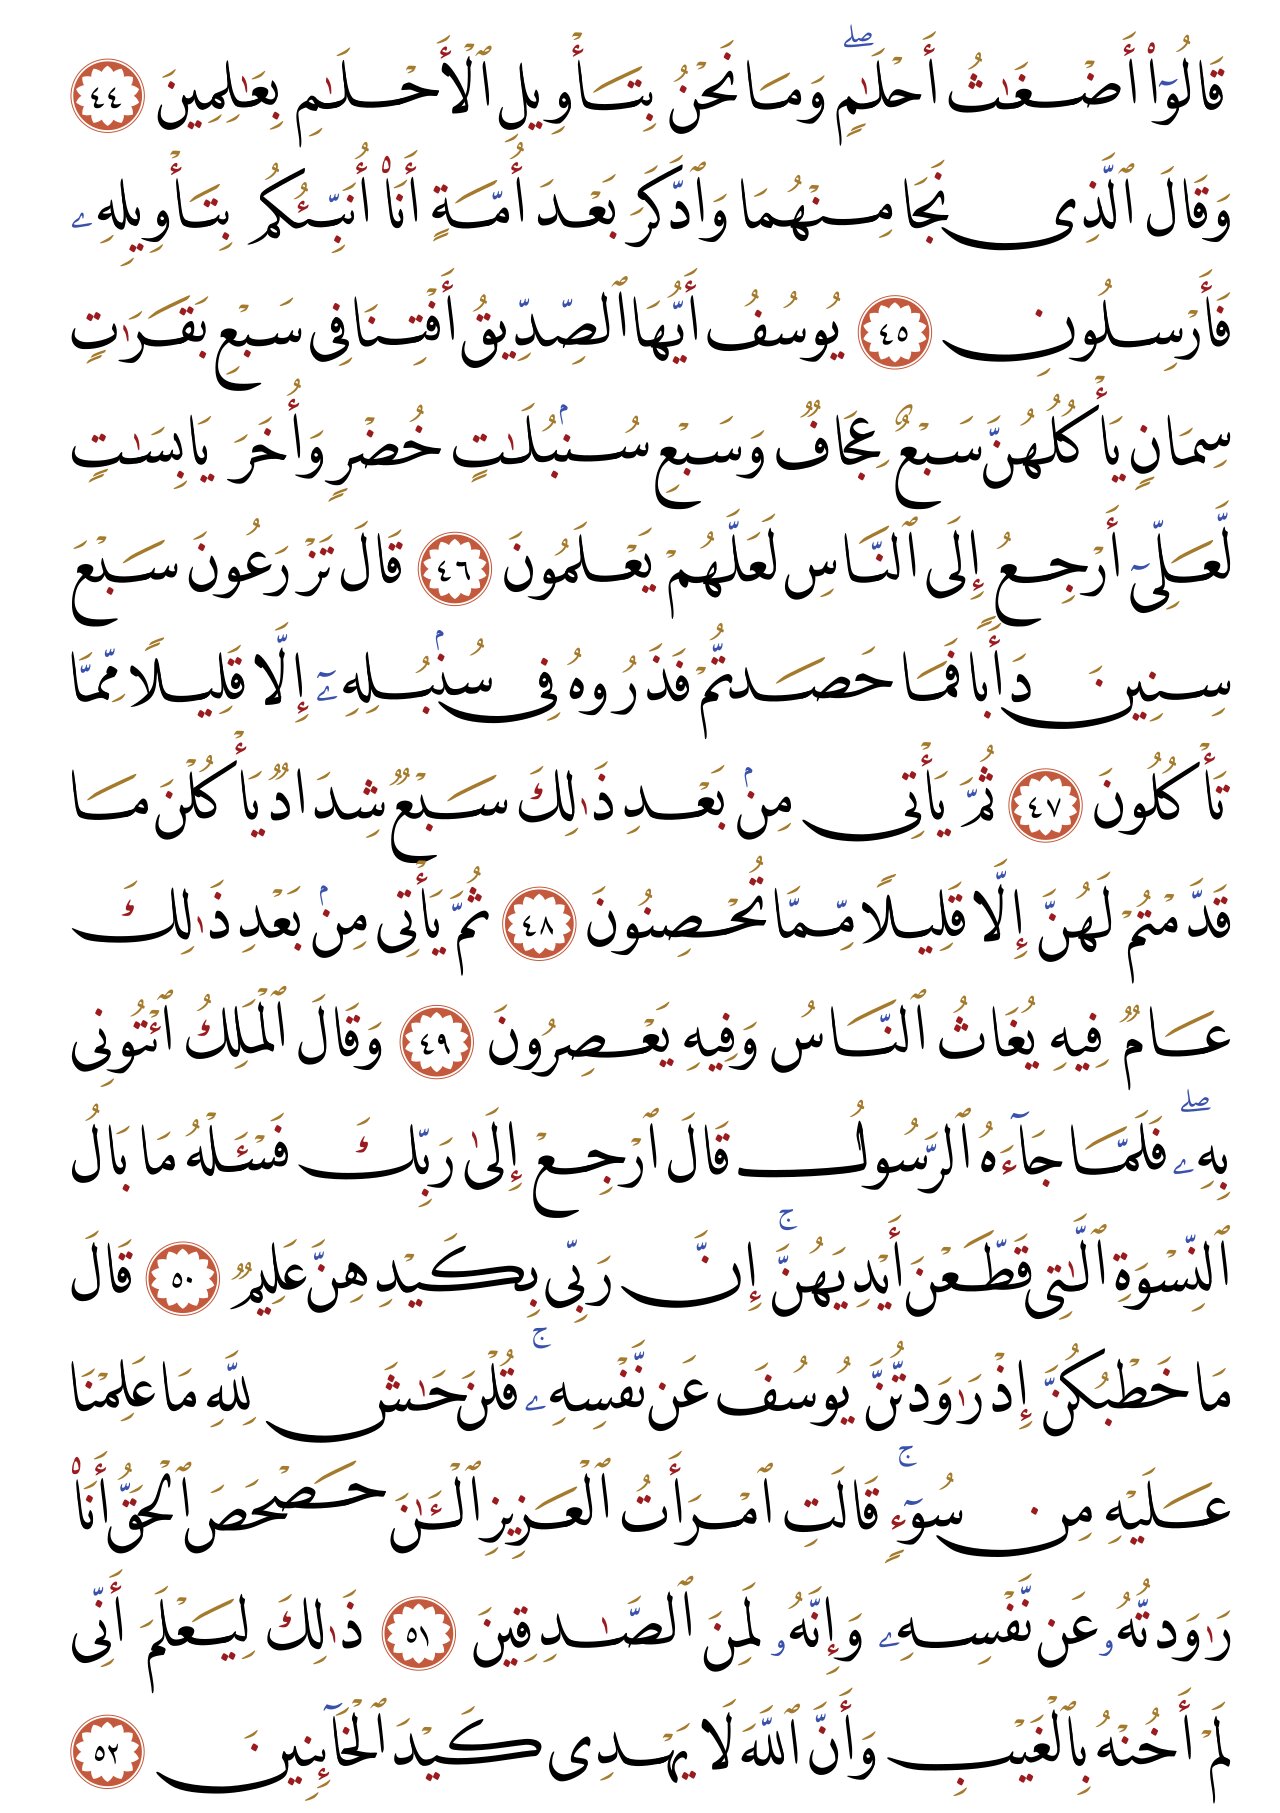 قَالُوٓا۟ أَضْغَـٰثُ أَحْلَـٰمٍۢ ۖ وَمَا نَحْنُ بِتَأْوِيلِ ٱلْأَحْلَـٰمِ بِعَـٰلِمِينَ ٤٤
وَقَالَ ٱلَّذِى نَجَا مِنْهُمَا وَٱدَّكَرَ بَعْدَ أُمَّةٍ أَنَا۠ أُنَبِّئُكُم بِتَأْوِيلِهِۦ
فَأَرْسِلُونِ ٤٥ يُوسُفُ أَيُّهَا ٱلصِّدِّيقُ أَفْتِنَا فِى سَبْعِ بَقَرَٰتٍۢ
سِمَانٍۢ يَأْكُلُهُنَّ سَبْعٌ عِجَافٌۭ وَسَبْعِ سُنۢبُلَـٰتٍ خُضْرٍۢ وَأُخَرَ يَابِسَـٰتٍۢ
لَّعَلِّىٓ أَرْجِعُ إِلَى ٱلنَّاسِ لَعَلَّهُمْ يَعْلَمُونَ ٤٦ قَالَ تَزْرَعُونَ سَبْعَ
سِنِينَ دَأَبًۭا فَمَا حَصَدتُّمْ فَذَرُوهُ فِى سُنۢبُلِهِۦٓ إِلَّا قَلِيلًۭا مِّمَّا
تَأْكُلُونَ ٤٧ ثُمَّ يَأْتِى مِنۢ بَعْدِ ذَٰلِكَ سَبْعٌۭ شِدَادٌۭ يَأْكُلْنَ مَا
قَدَّمْتُمْ لَهُنَّ إِلَّا قَلِيلًۭا مِّمَّا تُحْصِنُونَ ٤٨ ثُمَّ يَأْتِى مِنۢ بَعْدِ ذَٰلِكَ
عَامٌۭ فِيهِ يُغَاثُ ٱلنَّاسُ وَفِيهِ يَعْصِرُونَ ٤٩ وَقَالَ ٱلْمَلِكُ ٱئْتُونِى
بِهِۦ ۖ فَلَمَّا جَآءَهُ ٱلرَّسُولُ قَالَ ٱرْجِعْ إِلَىٰ رَبِّكَ فَسْـَٔلْهُ مَا بَالُ
ٱلنِّسْوَةِ ٱلَّـٰتِى قَطَّعْنَ أَيْدِيَهُنَّ ۚ إِنَّ رَبِّى بِكَيْدِهِنَّ عَلِيمٌۭ ٥٠ قَالَ
مَا خَطْبُكُنَّ إِذْ رَٰوَدتُّنَّ يُوسُفَ عَن نَّفْسِهِۦ ۚ قُلْنَ حَـٰشَ لِلَّهِ مَا عَلِمْنَا
عَلَيْهِ مِن سُوٓءٍۢ ۚ قَالَتِ ٱمْرَأَتُ ٱلْعَزِيزِ ٱلْـَٔـٰنَ حَصْحَصَ ٱلْحَقُّ أَنَا۠
رَٰوَدتُّهُۥ عَن نَّفْسِهِۦ وَإِنَّهُۥ لَمِنَ ٱلصَّـٰدِقِينَ ٥١ ذَٰلِكَ لِيَعْلَمَ أَنِّى
لَمْ أَخُنْهُ بِٱلْغَيْبِ وَأَنَّ ٱللَّهَ لَا يَهْدِى كَيْدَ ٱلْخَآئِنِينَ ٥٢